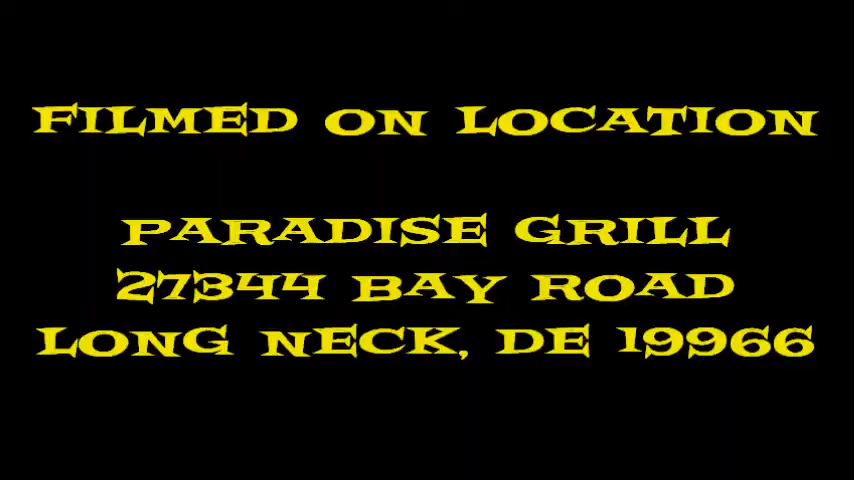 FILMED ON LOCATION
PARADISE GRILL
27344 BAY ROAD
LONG NECK, DE 19966